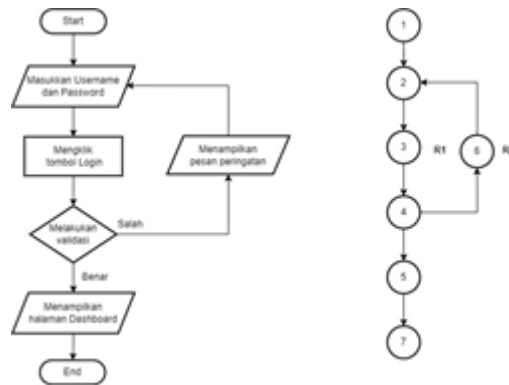 Start
Masukkan Username
dan Password
Mengklik
tombol Login
Menampilkan
pesan peringatan
Melakukan
validasi
Salah
Benar
Menampilkan
halaman Dashboard
End
1
2
3
R1
6
R
4
5
7